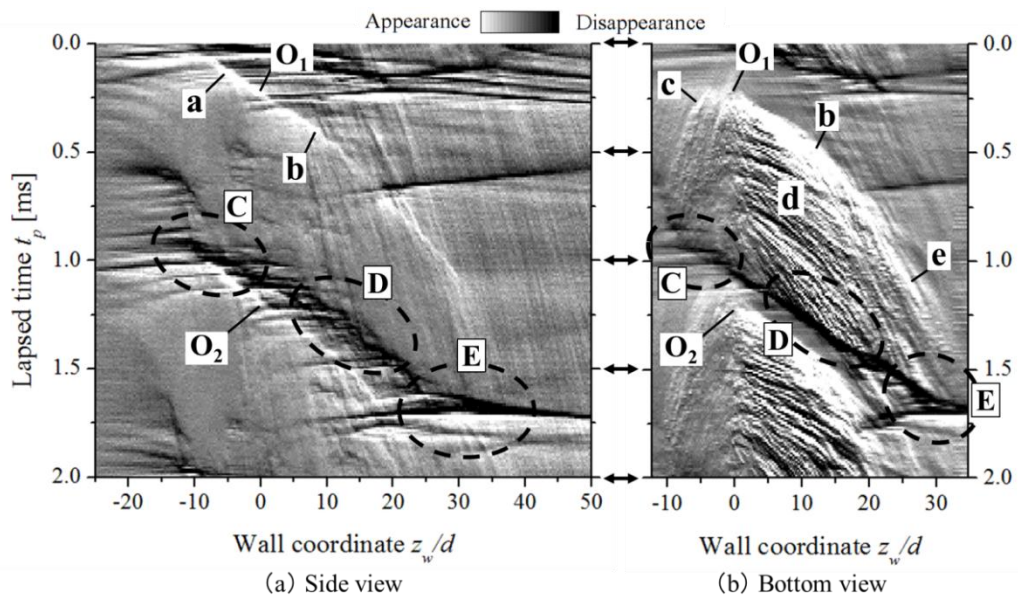 Appearance Disappearance
0.0 0.5 1.0 1.5 2.0
Lapsed time t_p [ms]
a O₁ b C D O₂ E
-20 -10 0 10 20 30 40 50
Wall coordinate z_w/d
(a) Side view
c O₁ b d e C O₂ D E
0.0 0.5 1.0 1.5 2.0
-10 0 10 20 30
Wall coordinate z_w/d
(b) Bottom view